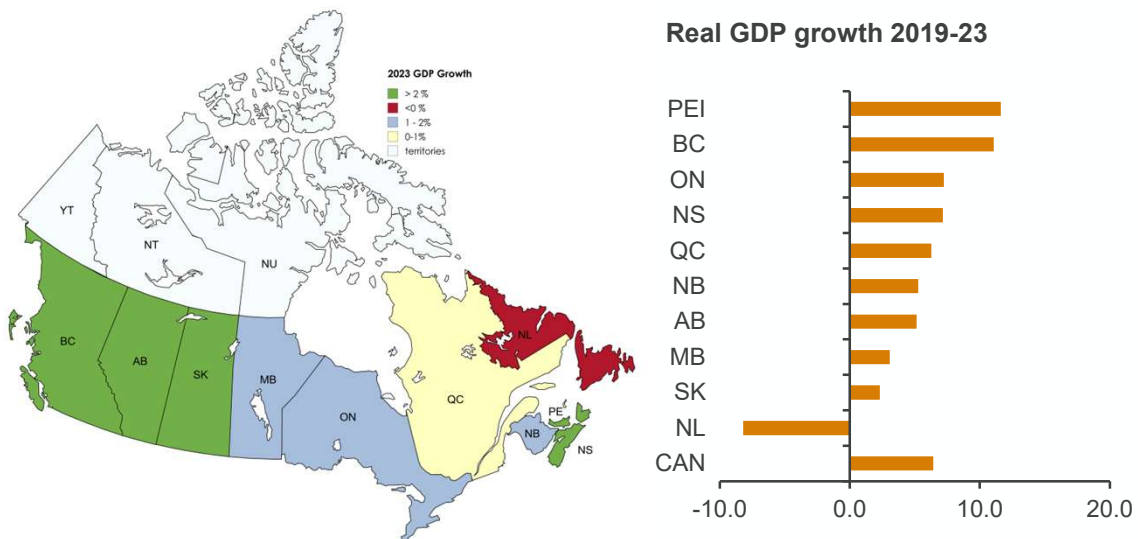 2023 GDP Growth
> 2 %
<0 %
1 - 2%
0-1%
territories
YT
NT
NU
BC
AB
SK
MB
ON
QC
NL
PE
NB
NS
Real GDP growth 2019-23
PEI
BC
ON
NS
QC
NB
AB
MB
SK
NL
CAN
-10.0 0.0 10.0 20.0